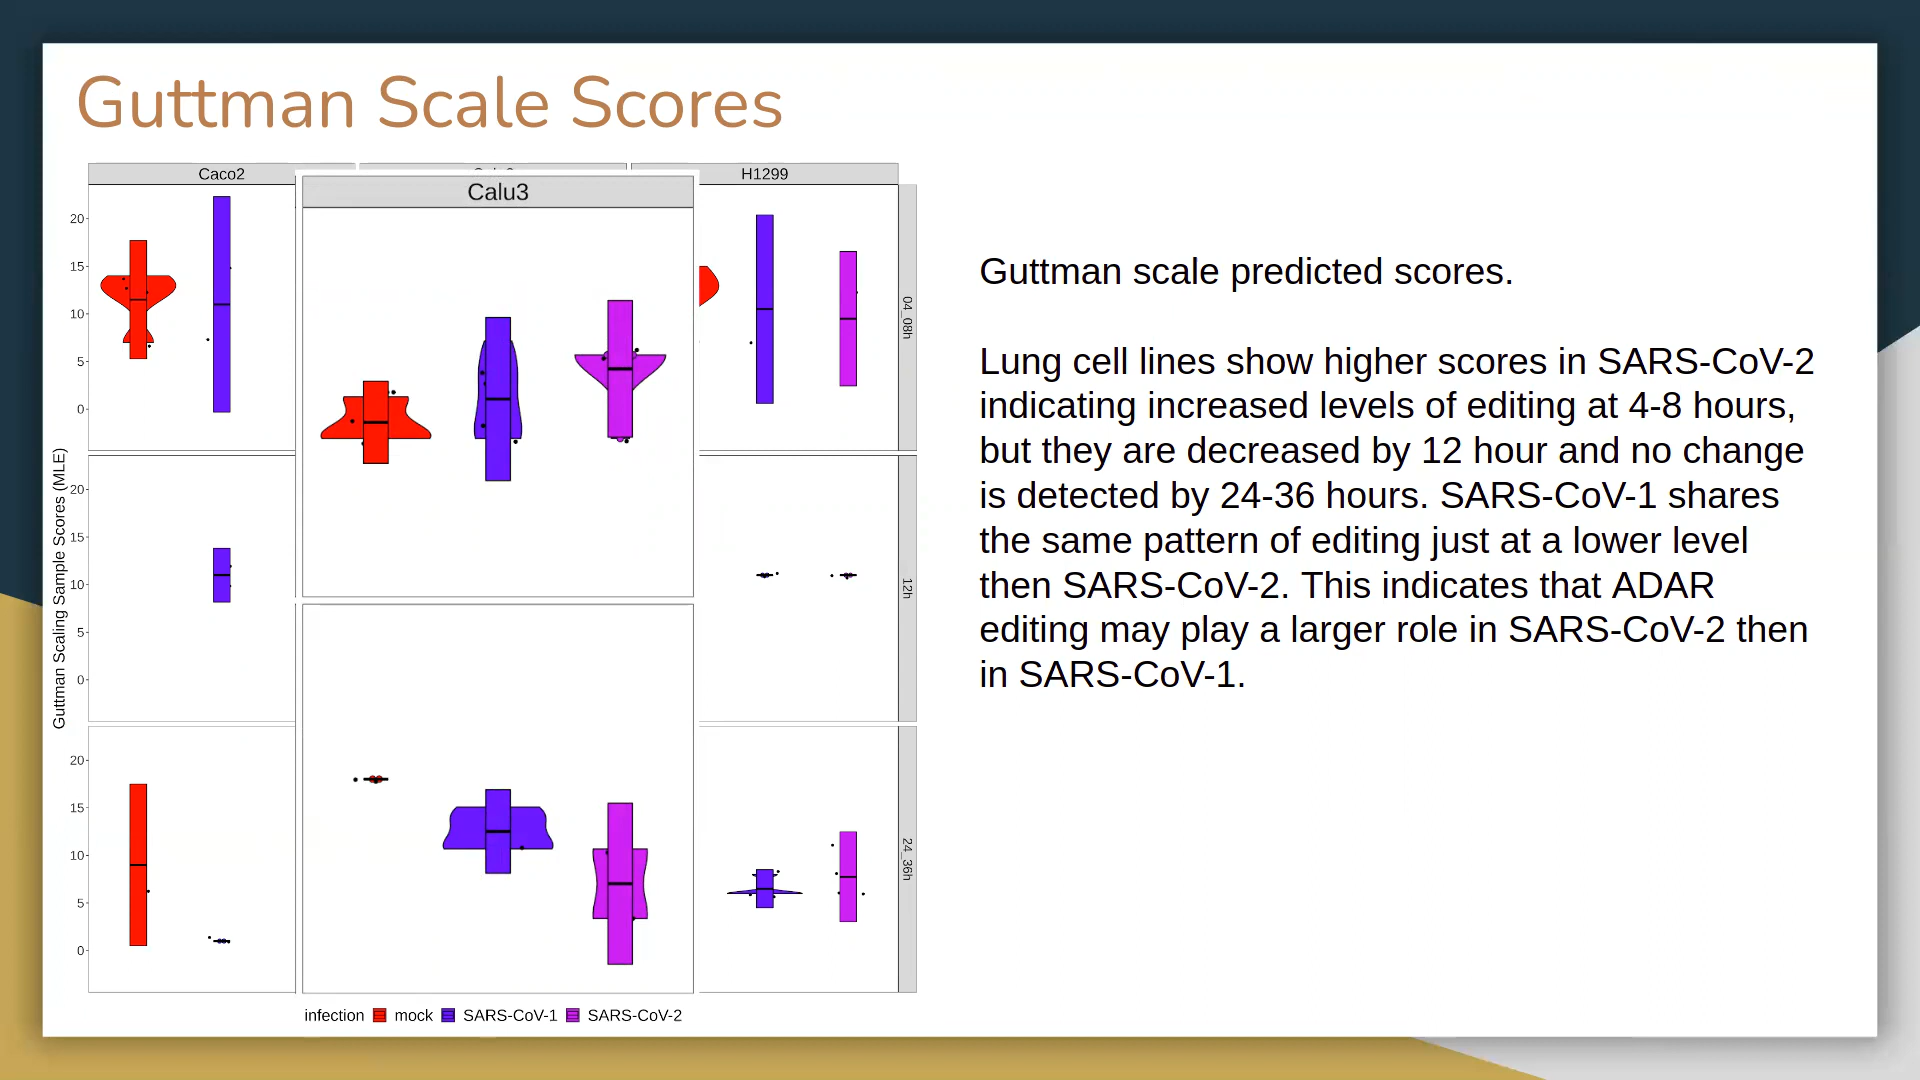 Guttman Scale Scores
Caco2
H1299
Calu3
20
15
10
5
0
04_08h
20
15
10
5
0
12h
20
15
10
5
0
24_36h
Guttman Scaling Sample Scores (MLE)
infection mock SARS-CoV-1 SARS-CoV-2
Guttman scale predicted scores.
Lung cell lines show higher scores in SARS-CoV-2
indicating increased levels of editing at 4-8 hours,
but they are decreased by 12 hour and no change
is detected by 24-36 hours. SARS-CoV-1 shares
the same pattern of editing just at a lower level
then SARS-CoV-2. This indicates that ADAR
editing may play a larger role in SARS-CoV-2 then
in SARS-CoV-1.